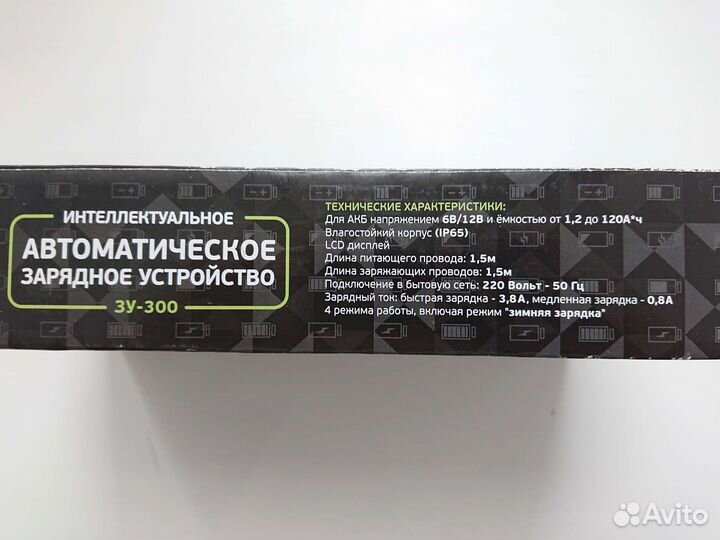 ИНТЕЛЛЕКТУАЛЬНОЕ
АВТОМАТИЧЕСКОЕ
ЗАРЯДНОЕ УСТРОЙСТВО
ЗУ-300
ТЕХНИЧЕСКИЕ ХАРАКТЕРИСТИКИ:
Для АКБ напряжением 6В/12В и ёмкостью от 1,2 до 120А*ч
Влагостойкий корпус (IP65)
LCD дисплей
Длина питающего провода: 1,5м
Длина заряжающих проводов: 1,5м
Подключение в бытовую сеть: 220 Вольт - 50 Гц
Зарядный ток: быстрая зарядка - 3,8А, медленная зарядка - 0,8А
4 режима работы, включая режим "зимняя зарядка"
Avito